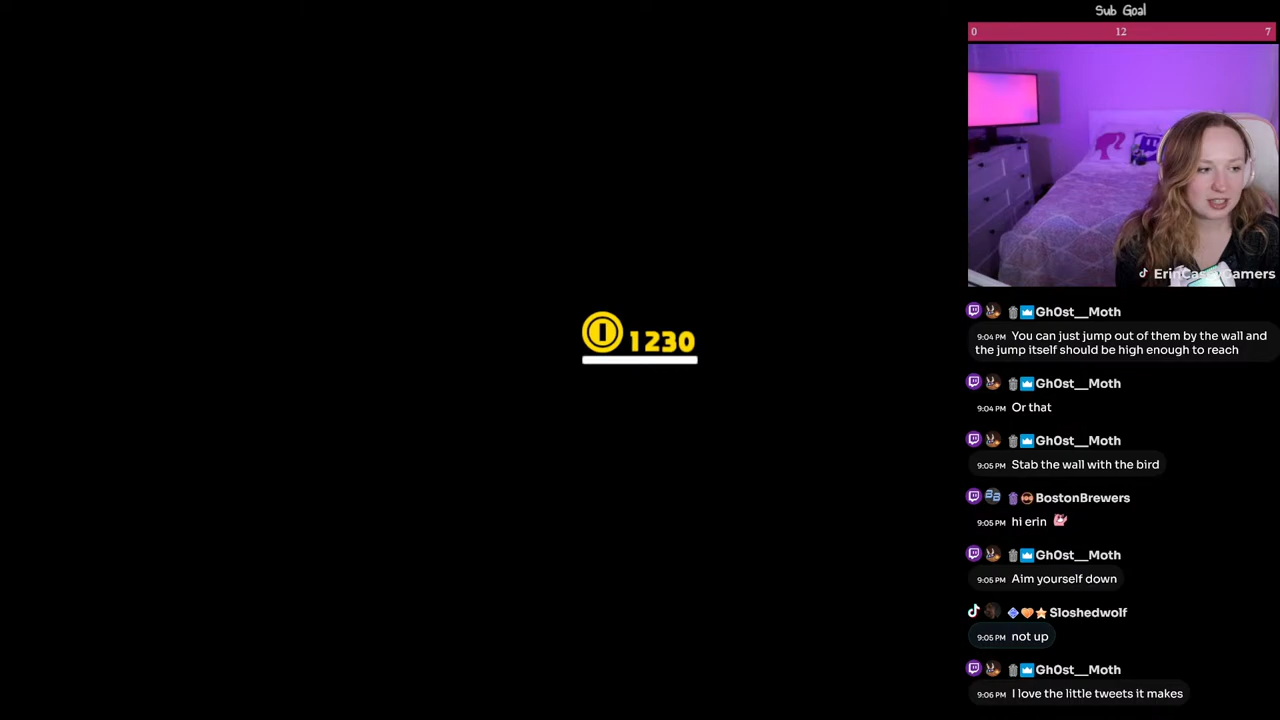 Sub Goal
0 12 7
1230
Gh0st__Moth
9:04 PM You can just jump out of them by the wall and
the jump itself should be high enough to reach
Gh0st__Moth
9:04 PM Or that
Gh0st__Moth
9:05 PM Stab the wall with the bird
BostonBrewers
9:05 PM hi erin
Gh0st__Moth
9:05 PM Aim yourself down
Sloshedwolf
9:05 PM not up
Gh0st__Moth
9:06 PM I love the little tweets it makes